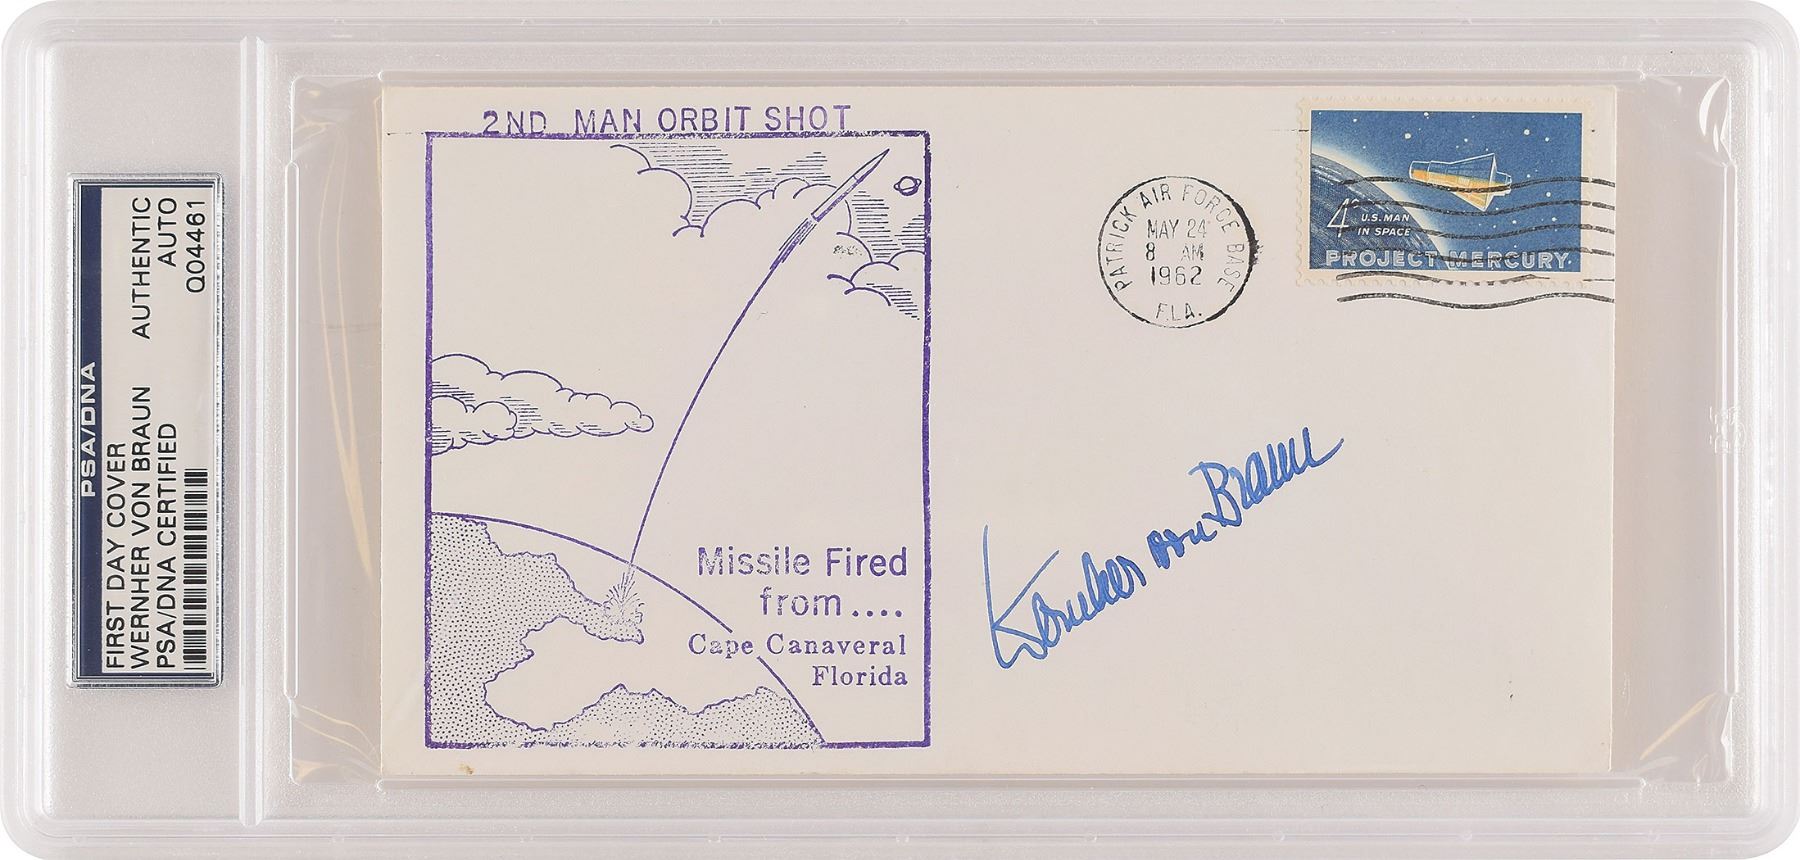 PSA/DNA
FIRST DAY COVER
WERNHER VON BRAUN AUTHENTIC
PSA/DNA CERTIFIED AUTO
Q04461
2ND MAN ORBIT SHOT
Missile Fired
from ....
Cape Canaveral
Florida
PATRICK AIR FORCE BASE
MAY 24
8 AM
1962
FLA.
4¢ U.S. MAN
IN SPACE
PROJECT MERCURY
Wernher von Braun